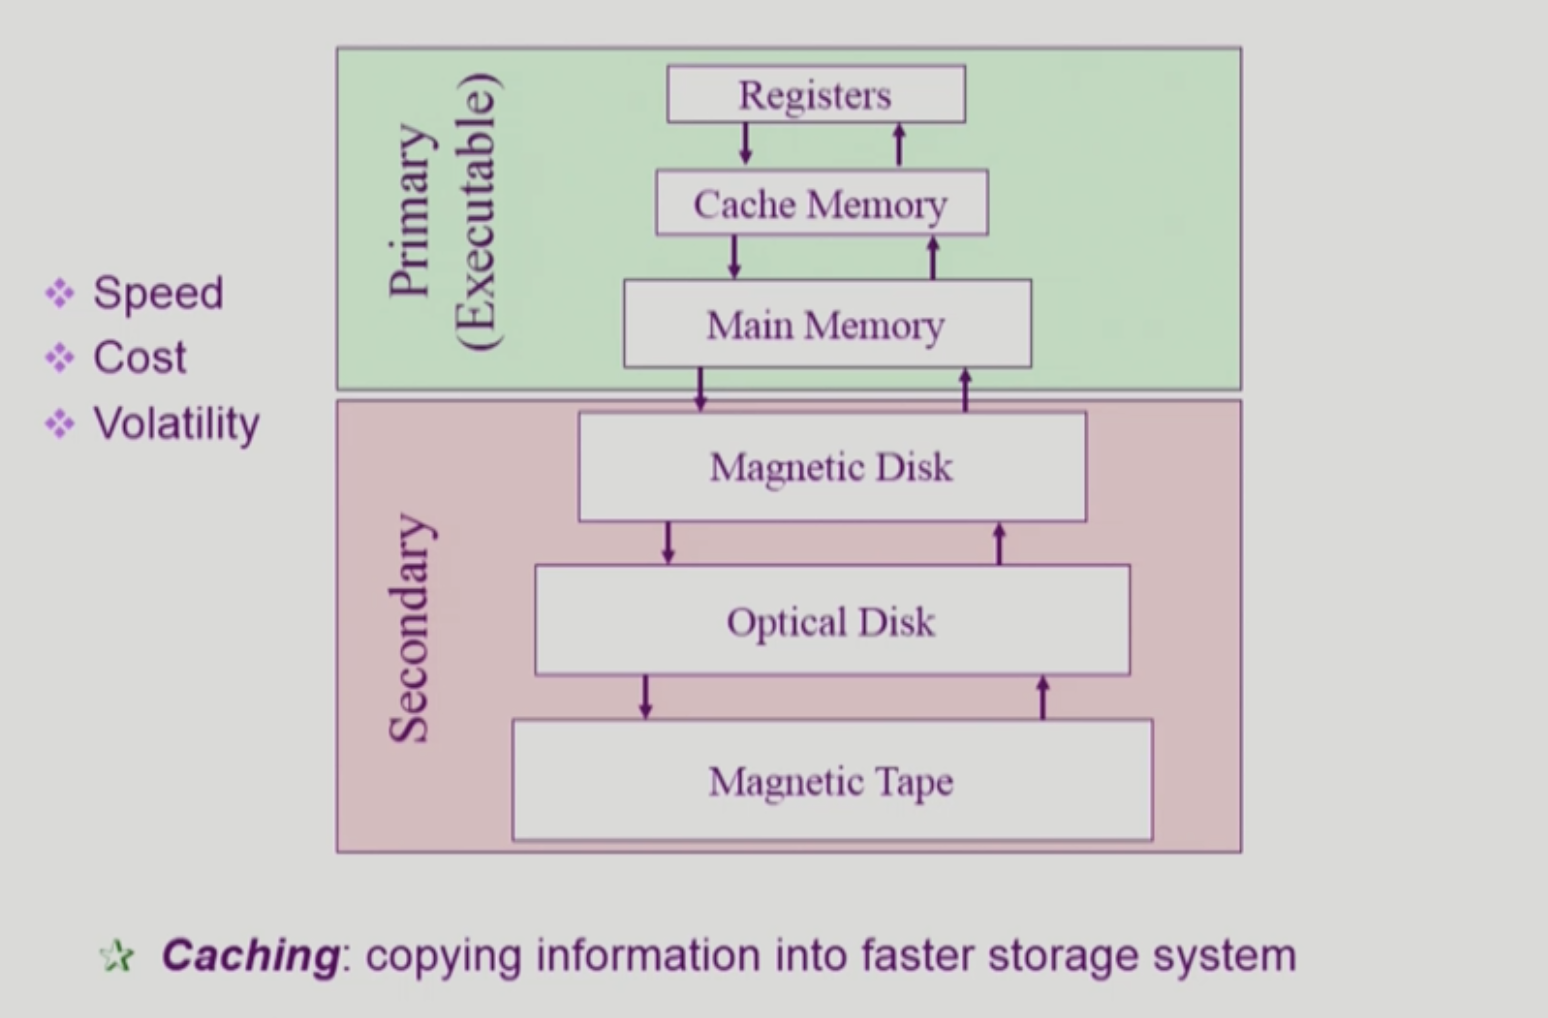 Primary
(Executable)
Registers
Cache Memory
Main Memory
Speed
Cost
Volatility
Secondary
Magnetic Disk
Optical Disk
Magnetic Tape
Caching: copying information into faster storage system